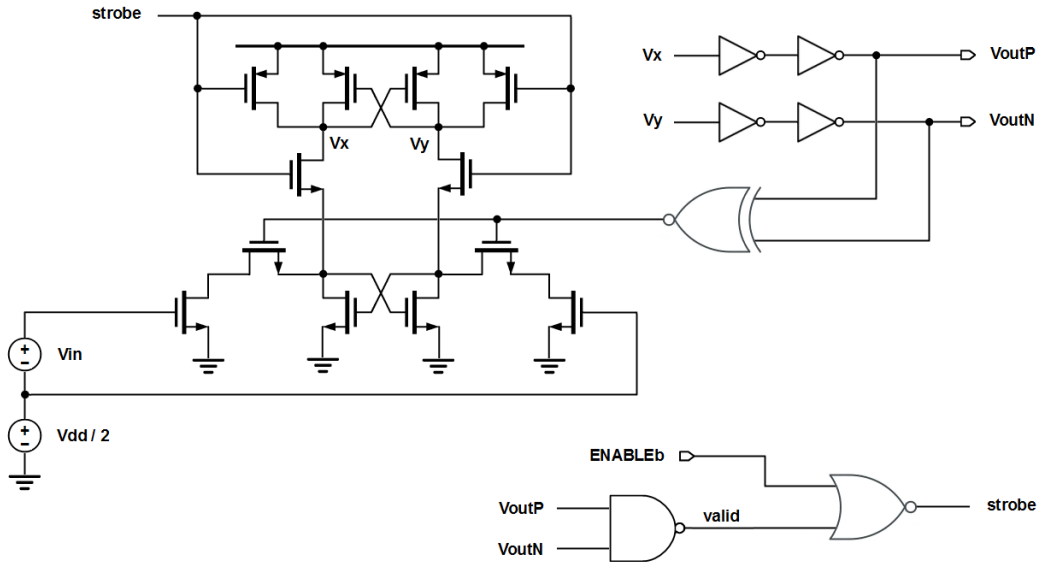 strobe
Vx
VoutP
Vy
VoutN
Vx
Vy
Vin
Vdd / 2
ENABLEb
VoutP
valid
strobe
VoutN